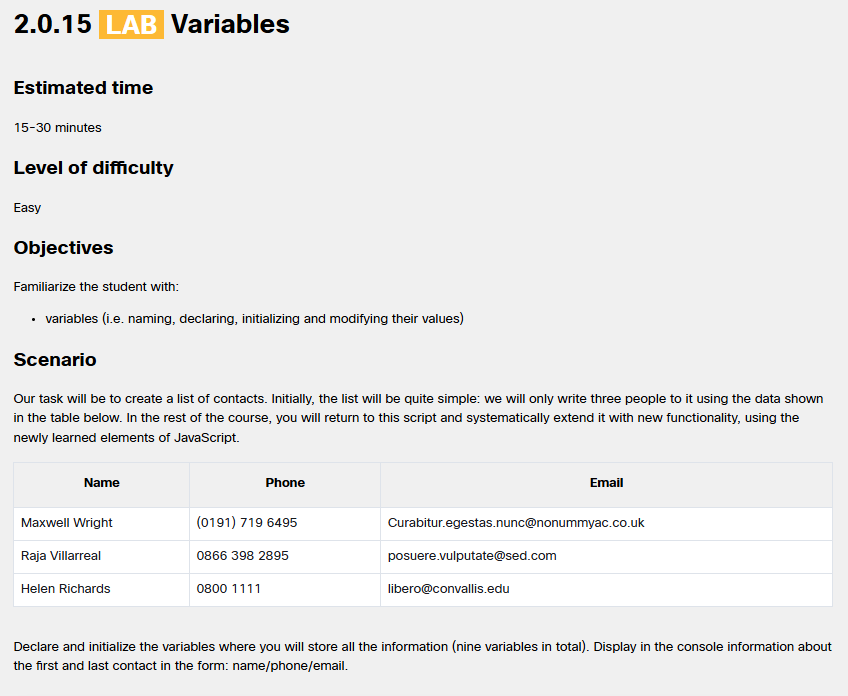 2.0.15 LAB Variables
Estimated time
15-30 minutes
Level of difficulty
Easy
Objectives
Familiarize the student with:
• variables (i.e. naming, declaring, initializing and modifying their values)
Scenario
Our task will be to create a list of contacts. Initially, the list will be quite simple: we will only write three people to it using the data shown
in the table below. In the rest of the course, you will return to this script and systematically extend it with new functionality, using the
newly learned elements of JavaScript.
Name Phone Email
Maxwell Wright (0191) 719 6495 Curabitur.egestas.nunc@nonummyac.co.uk
Raja Villarreal 0866 398 2895 posuere.vulputate@sed.com
Helen Richards 0800 1111 libero@convallis.edu
Declare and initialize the variables where you will store all the information (nine variables in total). Display in the console information about
the first and last contact in the form: name/phone/email.